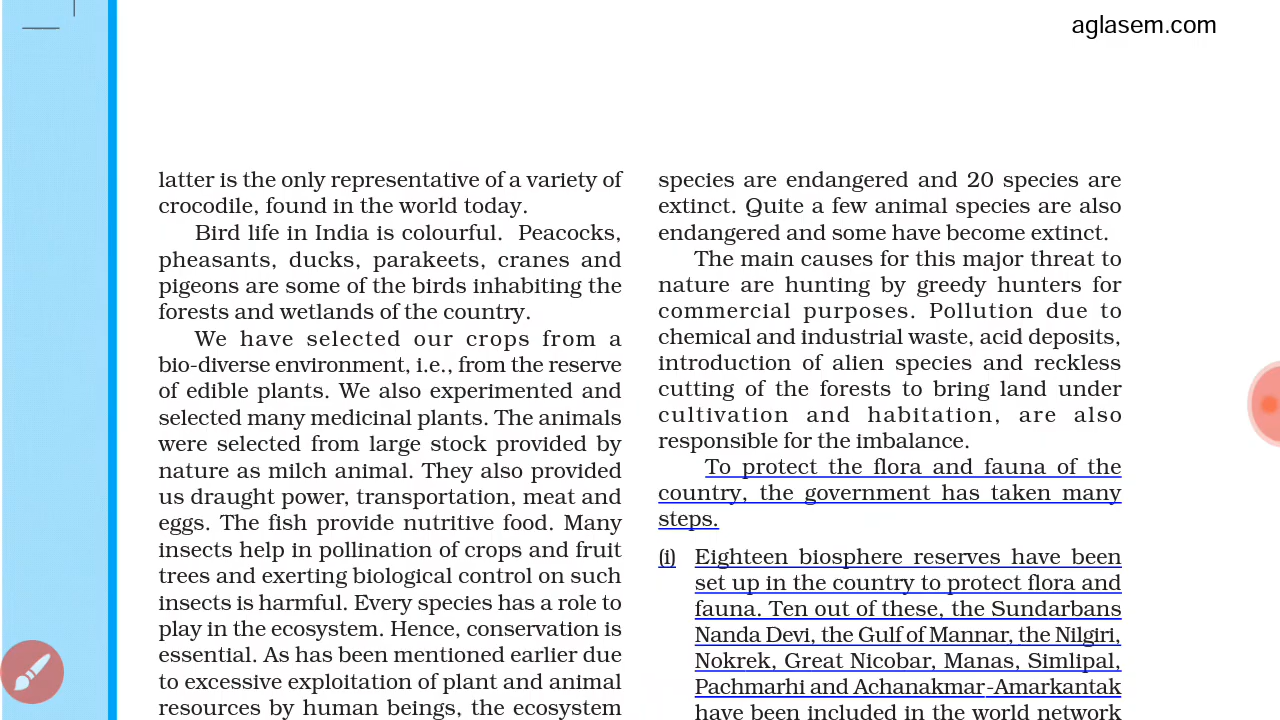 aglasem.com
latter is the only representative of a variety of
crocodile, found in the world today.
Bird life in India is colourful. Peacocks,
pheasants, ducks, parakeets, cranes and
pigeons are some of the birds inhabiting the
forests and wetlands of the country.
We have selected our crops from a
bio-diverse environment, i.e., from the reserve
of edible plants. We also experimented and
selected many medicinal plants. The animals
were selected from large stock provided by
nature as milch animal. They also provided
us draught power, transportation, meat and
eggs. The fish provide nutritive food. Many
insects help in pollination of crops and fruit
trees and exerting biological control on such
insects is harmful. Every species has a role to
play in the ecosystem. Hence, conservation is
essential. As has been mentioned earlier due
to excessive exploitation of plant and animal
resources by human beings, the ecosystem
species are endangered and 20 species are
extinct. Quite a few animal species are also
endangered and some have become extinct.
The main causes for this major threat to
nature are hunting by greedy hunters for
commercial purposes. Pollution due to
chemical and industrial waste, acid deposits,
introduction of alien species and reckless
cutting of the forests to bring land under
cultivation and habitation, are also
responsible for the imbalance.
To protect the flora and fauna of the
country, the government has taken many
steps.
(i) Eighteen biosphere reserves have been
set up in the country to protect flora and
fauna. Ten out of these, the Sundarbans
Nanda Devi, the Gulf of Mannar, the Nilgiri,
Nokrek, Great Nicobar, Manas, Simlipal,
Pachmarhi and Achanakmar-Amarkantak
have been included in the world network